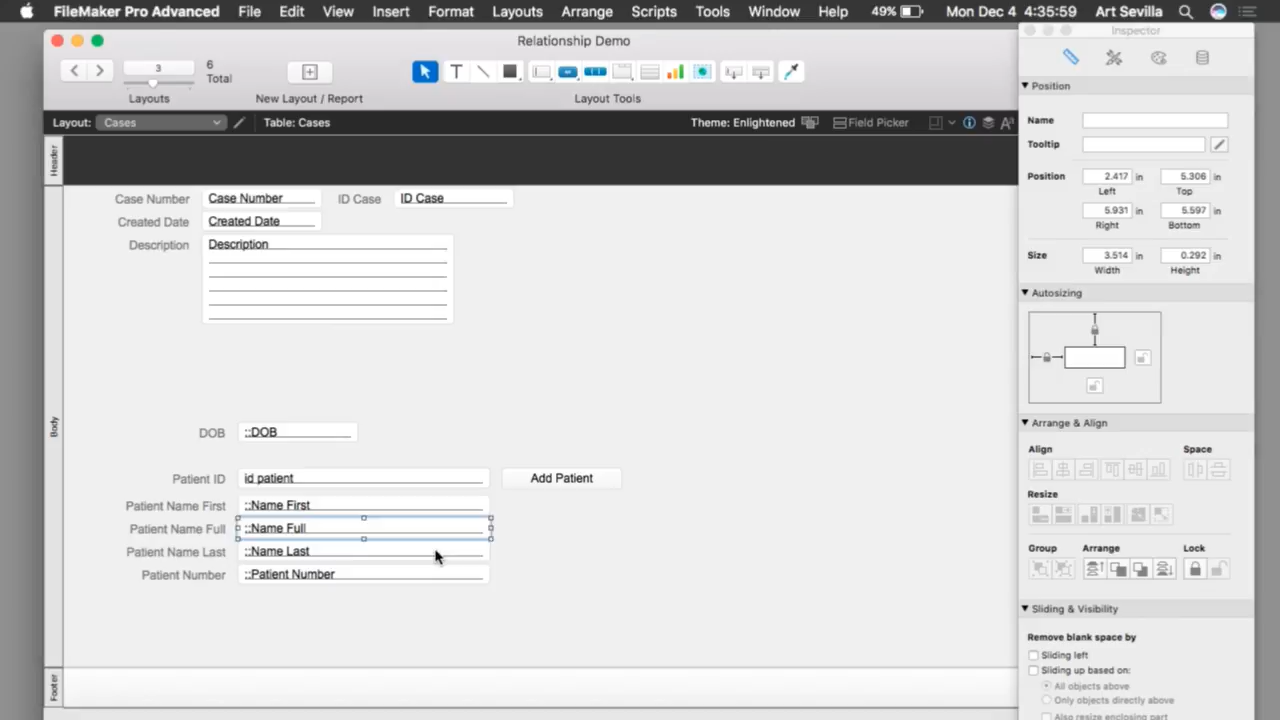 FileMaker Pro Advanced File Edit View Insert Format Layouts Arrange Scripts Tools Window Help 49% Mon Dec 4 4:35:59 Art Sevilla
Relationship Demo
Inspector
3
6
Total
Layouts
New Layout / Report
Layout Tools
Position
Layout: Cases Table: Cases Theme: Enlightened Field Picker
Name
Tooltip
Position 2.417 in 5.306 in
Left Top
5.931 in 5.597 in
Right Bottom
Size 3.514 in 0.292 in
Width Height
Autosizing
Header
Case Number Case Number ID Case ID Case
Created Date Created Date
Description Description
Body
DOB ::DOB
Patient ID id patient Add Patient
Patient Name First ::Name First
Patient Name Full ::Name Full
Patient Name Last ::Name Last
Patient Number ::Patient Number
Footer
Arrange & Align
Align Space
Resize
Group Arrange Lock
Sliding & Visibility
Remove blank space by
Sliding left
Sliding up based on:
All objects above
Only objects directly above
Also resize enclosing part